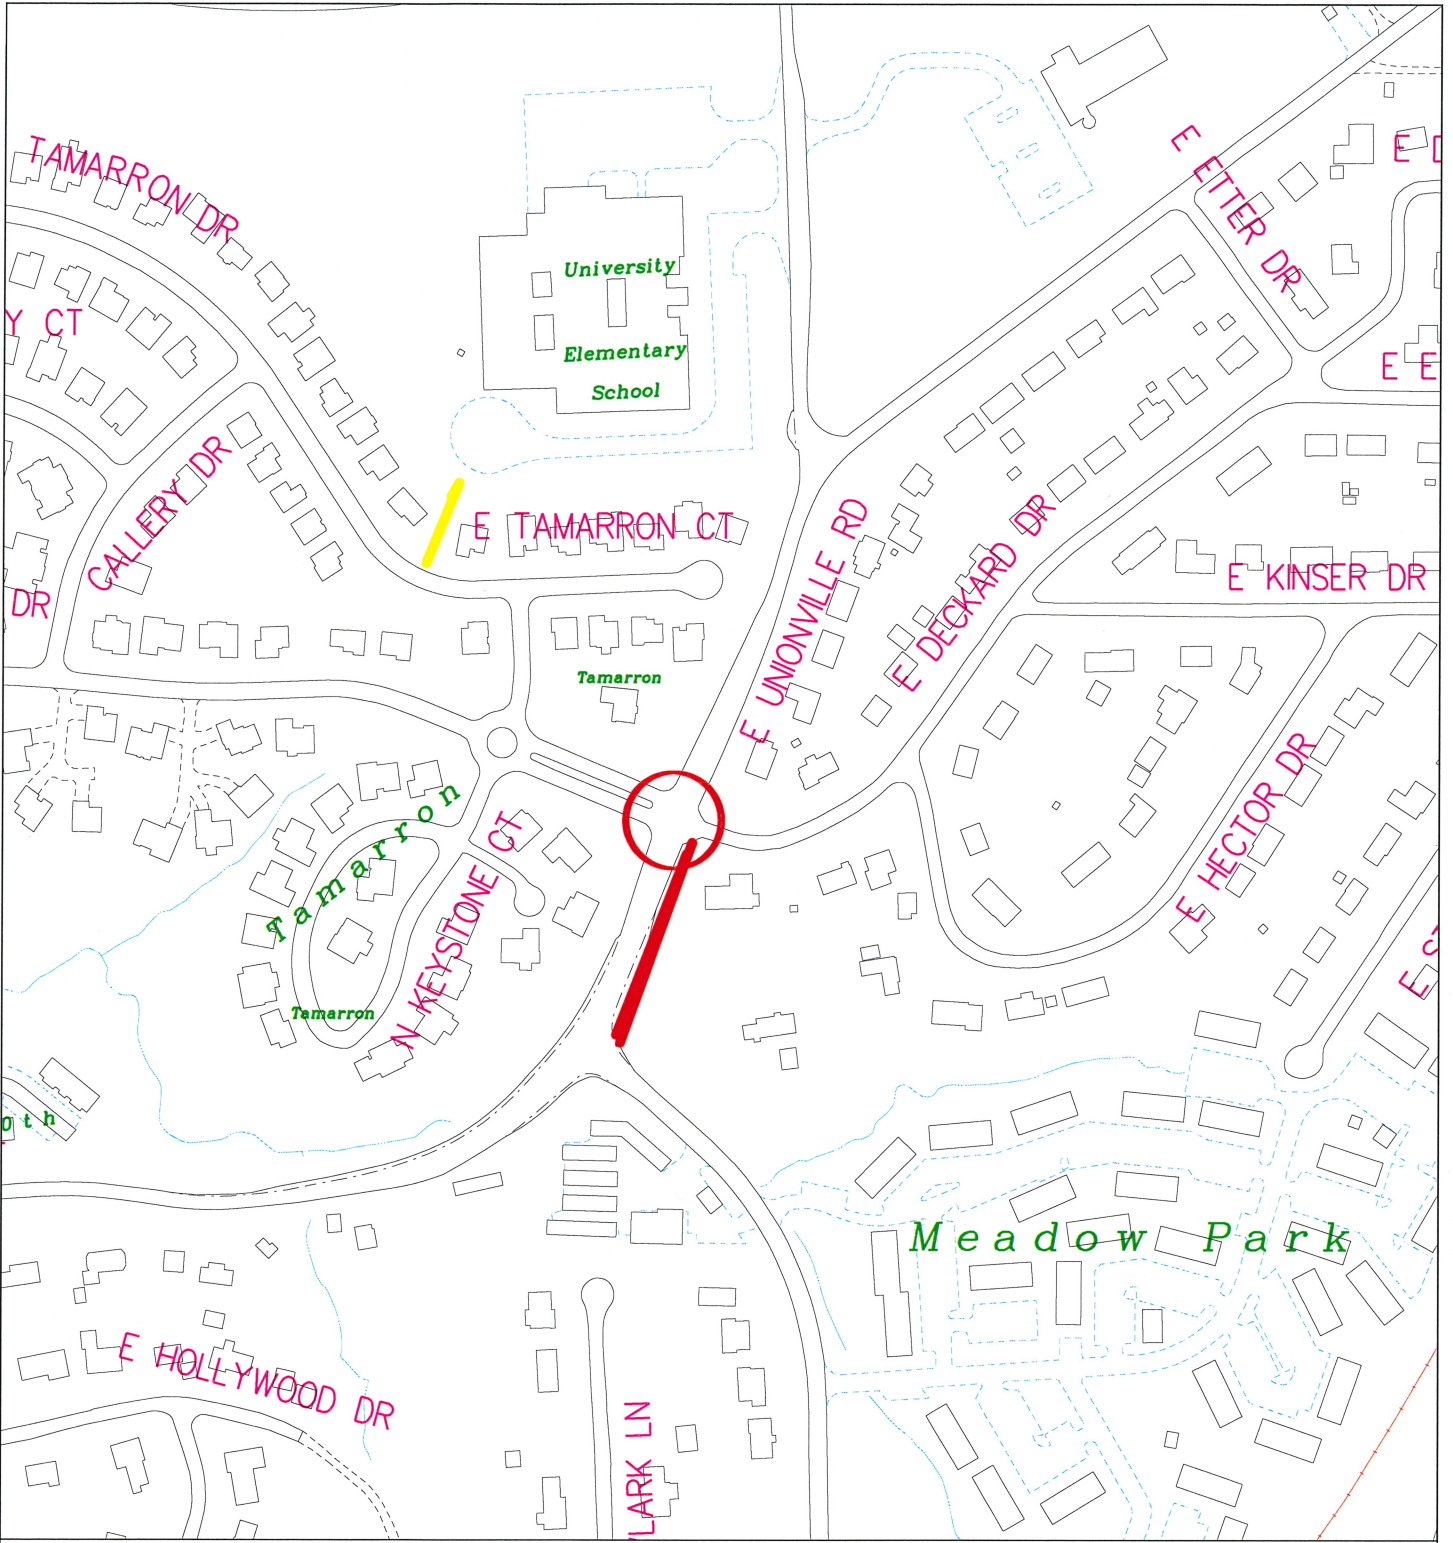 TAMARRON DR
E ETTER DR
University
Y CT
Elementary
E E
School
CALLERY DR
E TAMARRON CT
E UNIONVILLE RD
E DECKARD DR
E KINSER DR
DR
Tamarron
Tamarron
E HECTOR DR
N KEYSTONE CT
Tamarron
0th
Meadow Park
E HOLLYWOOD DR
LARK LN